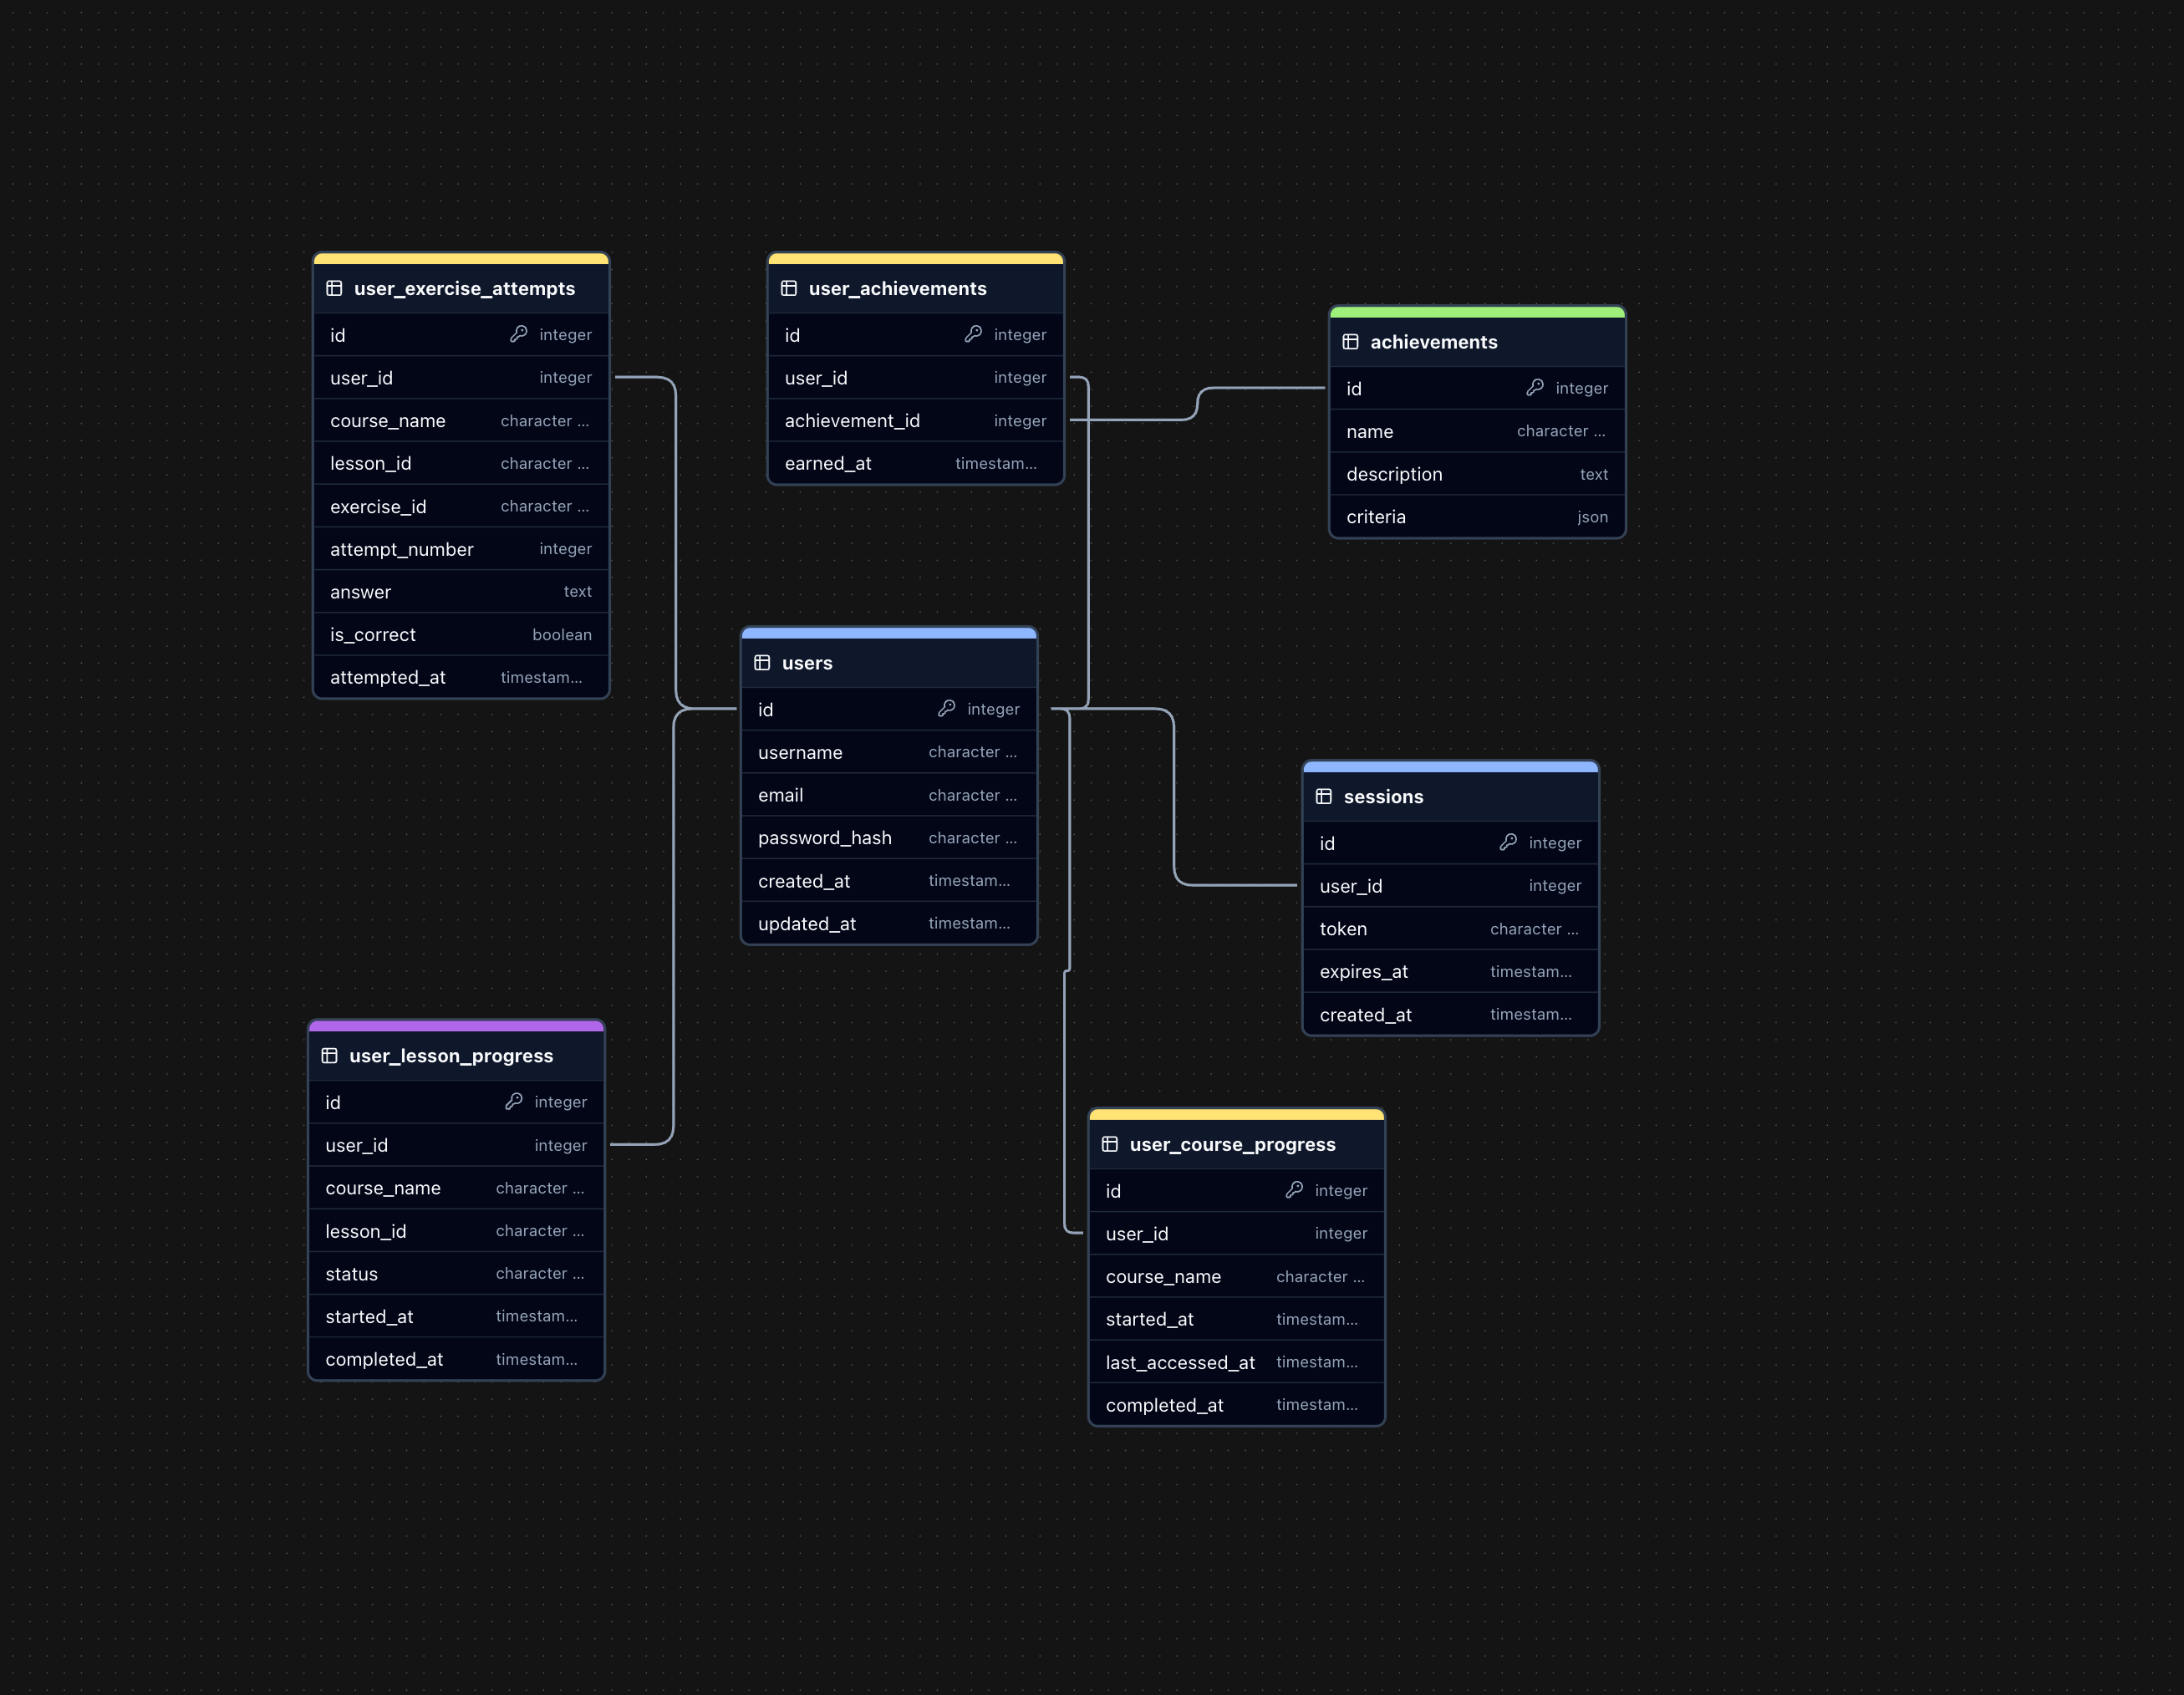 user_exercise_attempts
id integer
user_id integer
course_name character ...
lesson_id character ...
exercise_id character ...
attempt_number integer
answer text
is_correct boolean
attempted_at timestam...
user_achievements
id integer
user_id integer
achievement_id integer
earned_at timestam...
achievements
id integer
name character ...
description text
criteria json
users
id integer
username character ...
email character ...
password_hash character ...
created_at timestam...
updated_at timestam...
sessions
id integer
user_id integer
token character ...
expires_at timestam...
created_at timestam...
user_lesson_progress
id integer
user_id integer
course_name character ...
lesson_id character ...
status character ...
started_at timestam...
completed_at timestam...
user_course_progress
id integer
user_id integer
course_name character ...
started_at timestam...
last_accessed_at timestam...
completed_at timestam...